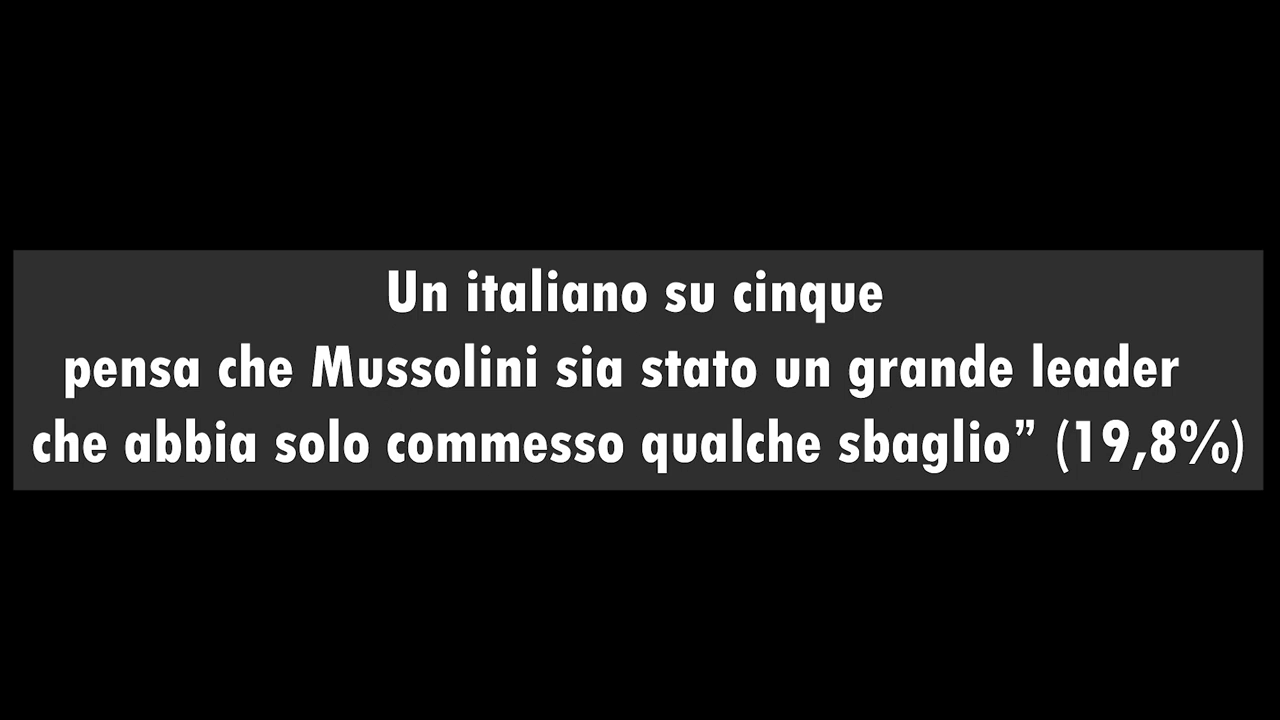 Un italiano su cinque
pensa che Mussolini sia stato un grande leader
che abbia solo commesso qualche sbaglio” (19,8%)